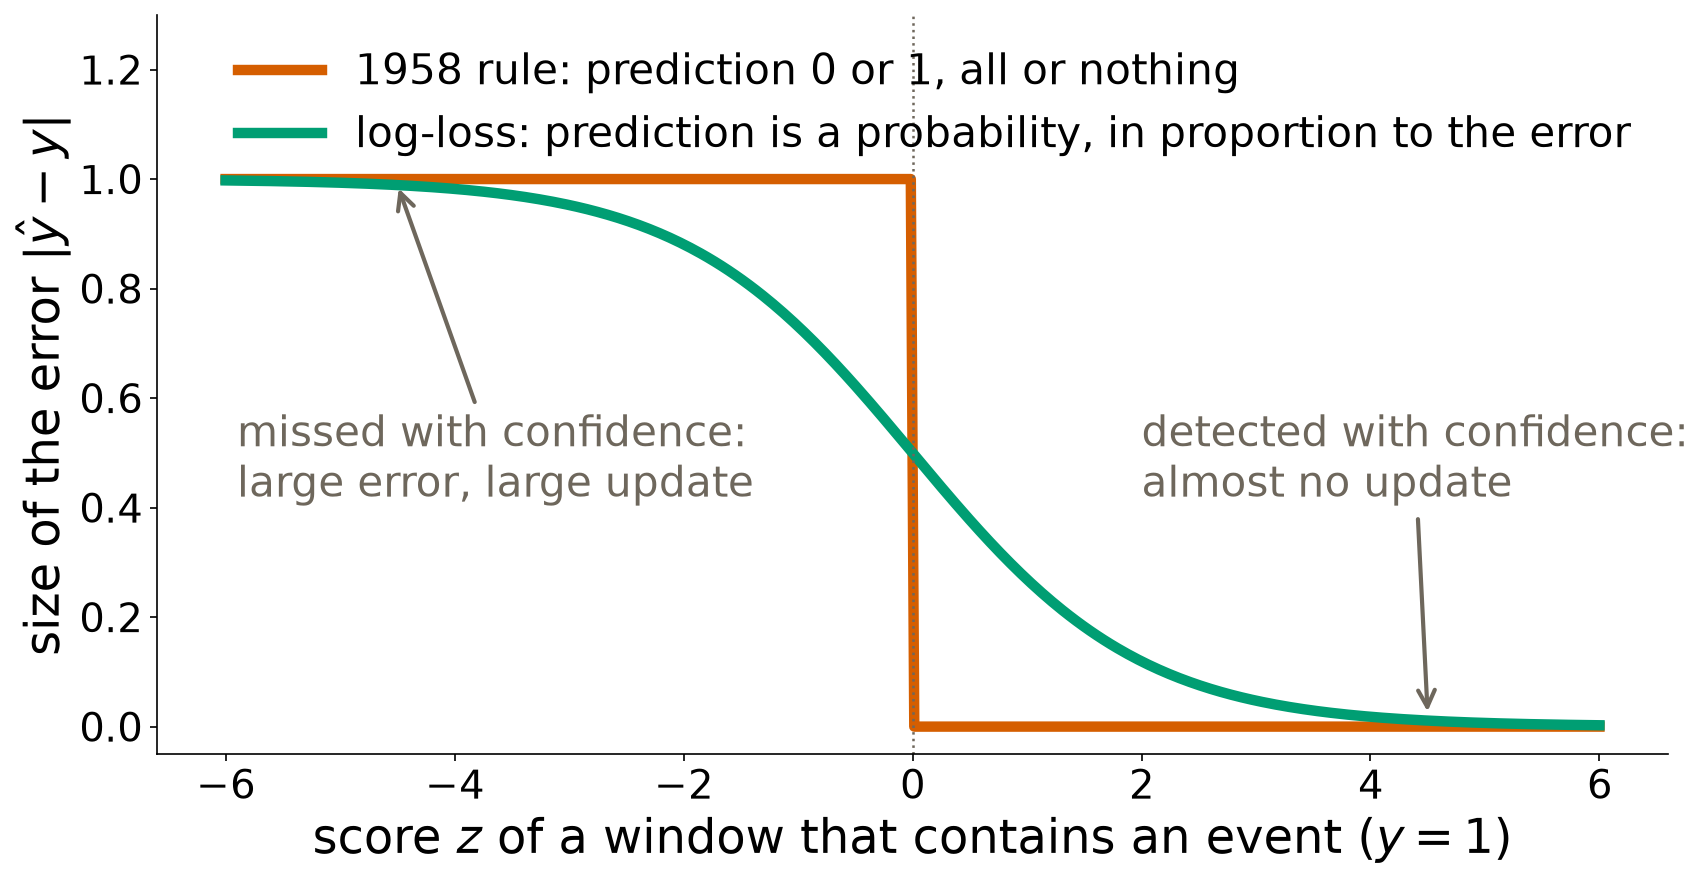 1958 rule: prediction 0 or 1, all or nothing
log-loss: prediction is a probability, in proportion to the error
size of the error |ŷ − y|
1.2
1.0
0.8
0.6
0.4
0.2
0.0
missed with confidence:
large error, large update
detected with confidence:
almost no update
−6 −4 −2 0 2 4 6
score z of a window that contains an event (y = 1)